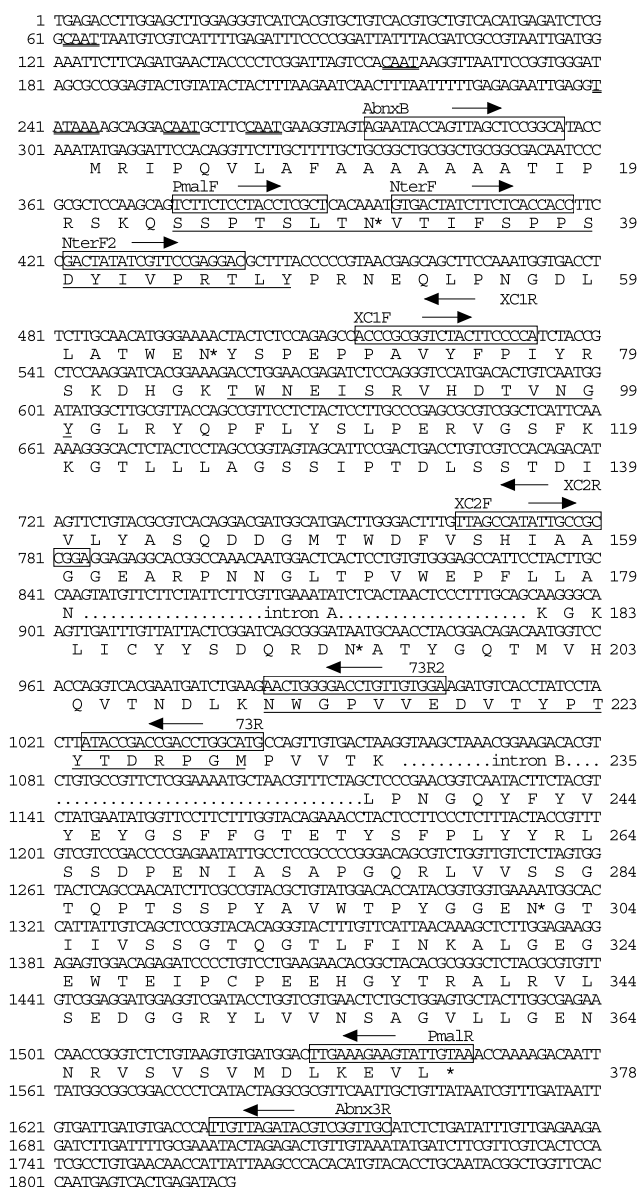 1 TGAGACCTTGGAGCTTGGAGGGTCATCACGTGCTGTCACGTGCTGTCACATGAGATCTCG
61 GCAATTAATGTCGTCATTTTGAGATTTCCCCGGATTATTTACGATCGCCGTAATTGATGG
121 AAATTCTTCAGATGAACTACCCCTCGGATTAGTCCACAATAAGGTTAATTCCGGTGGGAT
181 AGCGCCGGAGTACTGTATACTACTTTAAGAATCAACTTTAATTTTTGAGAGAATTGAGGT
AbnxB
241 ATAAAAGCAGGACAATGCTTCCAATGAAGGTAGTAGAATACCAGTTAGCTCCGGCATACC
301 AAATATGAGGATTCCACAGGTTCTTGCTTTTGCTGCGGCTGCGGCTGCGGCGACAATCCC
M R I P Q V L A F A A A A A A A T I P 19
PmalF NterF
361 GCGCTCCAAGCAGTCTTCTCCTACCTCGCTCACAAATGTGACTATCTTCTCACCACCTTC
R S K Q S S P T S L T N* V T I F S P P S 39
NterF2
421 CGACTATATCGTTCCGAGGACGCTTTACCCCCGTAACGAGCAGCTTCCAAATGGTGACCT
D Y I V P R T L Y P R N E Q L P N G D L 59
XC1R
XC1F
481 TCTTGCAACATGGGAAAACTACTCTCCAGAGCCACCCGCGGTCTACTTCCCCATCTACCG
L A T W E N* Y S P E P P A V Y F P I Y R 79
541 CTCCAAGGATCACGGAAAGACCTGGAACGAGATCTCCAGGGTCCATGACACTGTCAATGG
S K D H G K T W N E I S R V H D T V N G 99
601 ATATGGCTTGCGTTACCAGCCGTTCCTCTACTCCTTGCCCGAGCGCGTCGGCTCATTCAA
Y G L R Y Q P F L Y S L P E R V G S F K 119
661 AAAGGGCACTCTACTCCTAGCCGGTAGTAGCATTCCGACTGACCTGTCGTCCACAGACAT
K G T L L L A G S S I P T D L S S T D I 139
XC2R
XC2F
721 AGTTCTGTACGCGTCACAGGACGATGGCATGACTTGGGACTTTGTTAGCCATATTGCCGC
V L Y A S Q D D G M T W D F V S H I A A 159
781 CGGAGGAGAGGCACGGCCAAACAATGGACTCACTCCTGTGTGGGAGCCATTCCTACTTGC
G G E A R P N N G L T P V W E P F L L A 179
841 CAAGTATGTTCTTCTATTCTTCGTTGAAATATCTCACTAACTCCCTTTGCAGCAAGGGCA
N ....................intron A.................... K G K 183
901 AGTTGATTTGTTATTACTCGGATCAGCGGGATAATGCAACCTACGGACAGACAATGGTCC
L I C Y Y S D Q R D N* A T Y G Q T M V H 203
73R2
961 ACCAGGTCACGAATGATCTGAAGAACTGGGGACCTGTTGTGGAAGATGTCACCTATCCTA
Q V T N D L K N W G P V V E D V T Y P T 223
73R
1021 CTTATACCGACCGACCTGGCATGCCAGTTGTGACTAAGGTAAGCTAAACGGAAGACACGT
Y T D R P G M P V V T K ..........intron B.... 235
1081 CTGTGCCGTTCTCGGAAAATGCTAACGTTTCTAGCTCCCGAACGGTCAATACTTCTACGT
..................................L P N G Q Y F Y V 244
1141 CTATGAATATGGTTCCTTCTTTGGTACAGAAACCTACTCCTTCCCTCTTTACTACCGTTT
Y E Y G S F F G T E T Y S F P L Y Y R L 264
1201 GTCGTCCGACCCCGAGAATATTGCCTCCGCCCCGGGACAGCGTCTGGTTGTCTCTAGTGG
S S D P E N I A S A P G Q R L V V S S G 284
1261 TACTCAGCCAACATCTTCGCCGTACGCTGTATGGACACCATACGGTGGTGAAAATGGCAC
T Q P T S S P Y A V W T P Y G G E N* G T 304
1321 CATTATTGTCAGCTCCGGTACACAGGGTACTTTGTTCATTAACAAAGCTCTTGGAGAAGG
I I V S S G T Q G T L F I N K A L G E G 324
1381 AGAGTGGACAGAGATCCCCTGTCCTGAAGAACACGGCTACACGCGGGCTCTACGCGTGTT
E W T E I P C P E E H G Y T R A L R V L 344
1441 GTCGGAGGATGGAGGTCGATACCTGGTCGTGAACTCTGCTGGAGTGCTACTTGGCGAGAA
S E D G G R Y L V V N S A G V L L G E N 364
PmalR
1501 CAACCGGGTCTCTGTAAGTGTGATGGACTTGAAAGAAGTATTGTAAACCAAAAGACAATT
N R V S V S V M D L K E V L * 378
1561 TATGGCGGCGGACCCCTCATACTAGGCGCGTTCAATTGCTGTTATAATCGTTTGATAATT
Abnx3R
1621 GTGATTGATGTGACCCATTGTTAGATACGTCGGTTGCATCTCTGATATTTGTTGAGAAGA
1681 GATCTTGATTTTGCGAAATACTAGAGACTGTTGTAAATATGATCTTCGTTCGTCACTCCA
1741 TCGCCTGTGAACAACCATTATTAAGCCCACACATGTACACCTGCAATACGGCTGGTTCAC
1801 CAATGAGTCACTGAGATACG